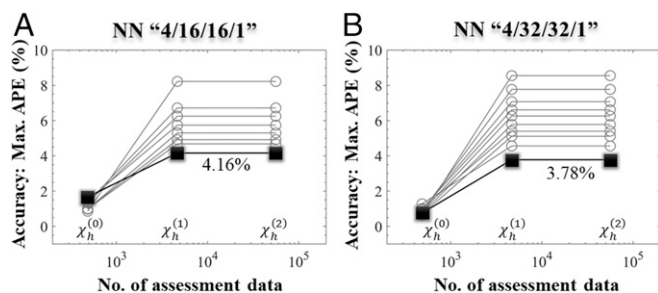 A
NN “4/16/16/1”
Accuracy: Max. APE (%)
10
8
6
4
2
0
4.16%
χₕ⁽⁰⁾ χₕ⁽¹⁾ χₕ⁽²⁾
10³ 10⁴ 10⁵
No. of assessment data
B
NN “4/32/32/1”
Accuracy: Max. APE (%)
10
8
6
4
2
0
3.78%
χₕ⁽⁰⁾ χₕ⁽¹⁾ χₕ⁽²⁾
10³ 10⁴ 10⁵
No. of assessment data